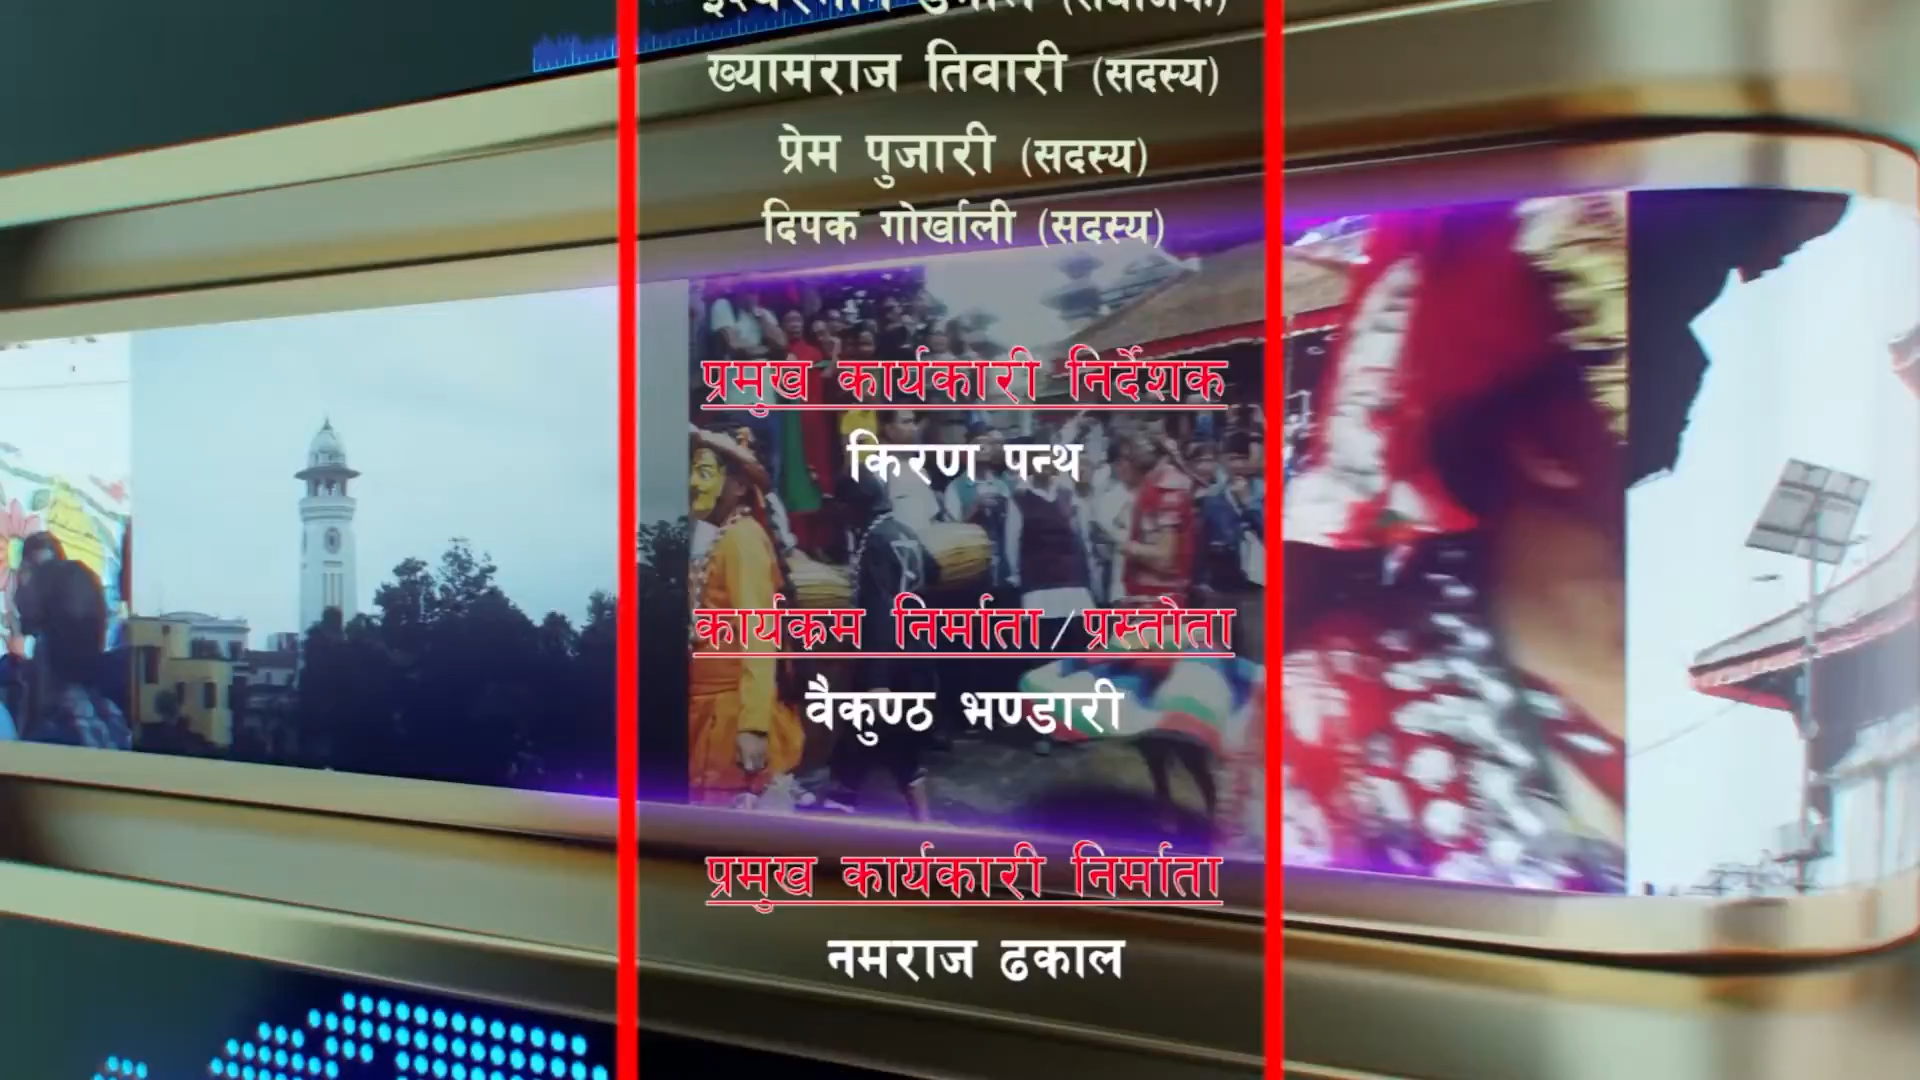 ख्यामराज तिवारी (सदस्य)
प्रेम पुजारी (सदस्य)
दिपक गोर्खाली (सदस्य)
प्रमुख कार्यकारी निर्देशक
किरण पन्थ
कार्यक्रम निर्माता/प्रस्तोता
वैकुण्ठ भण्डारी
प्रमुख कार्यकारी निर्माता
नमराज ढकाल